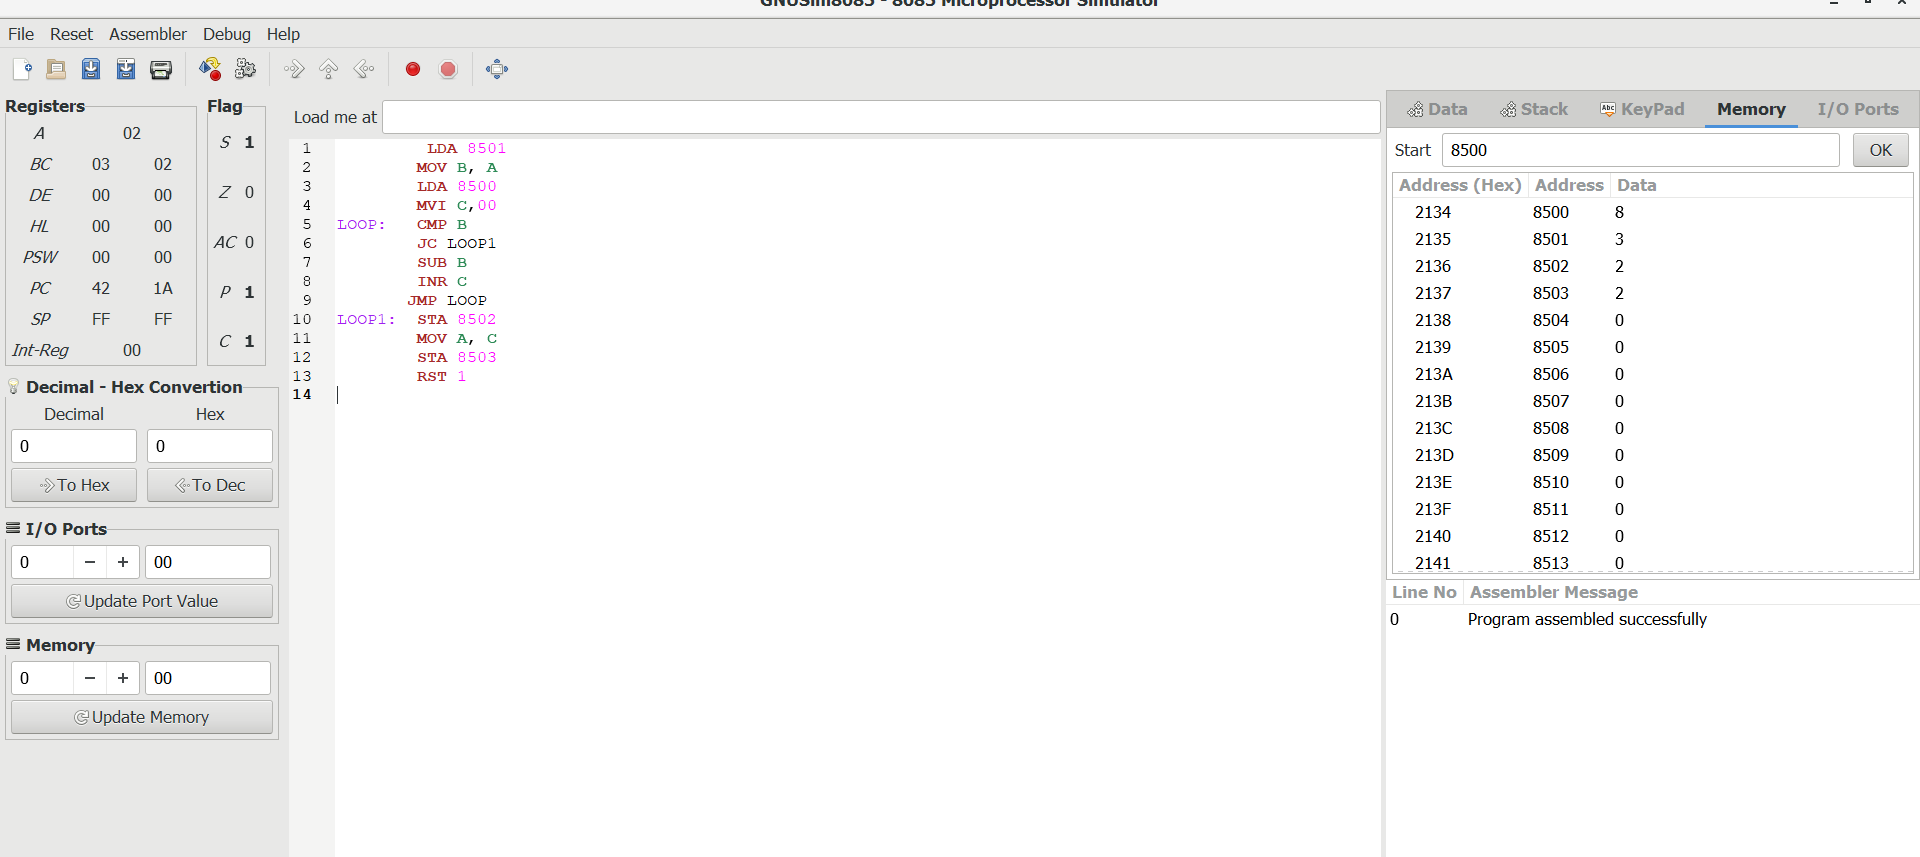 GNUSim8085 - 8085 Microprocessor Simulator
File Reset Assembler Debug Help
Registers
A 02
BC 03 02
DE 00 00
HL 00 00
PSW 00 00
PC 42 1A
SP FF FF
Int-Reg 00
Flag
S 1
Z 0
AC 0
P 1
C 1
Decimal - Hex Convertion
Decimal Hex
0 0
To Hex To Dec
I/O Ports
0 − + 00
Update Port Value
Memory
0 − + 00
Update Memory
Load me at
1 LDA 8501
2 MOV B, A
3 LDA 8500
4 MVI C,00
5 LOOP: CMP B
6 JC LOOP1
7 SUB B
8 INR C
9 JMP LOOP
10 LOOP1: STA 8502
11 MOV A, C
12 STA 8503
13 RST 1
14
Data Stack Abc KeyPad Memory I/O Ports
Start 8500 OK
Address (Hex) Address Data
2134 8500 8
2135 8501 3
2136 8502 2
2137 8503 2
2138 8504 0
2139 8505 0
213A 8506 0
213B 8507 0
213C 8508 0
213D 8509 0
213E 8510 0
213F 8511 0
2140 8512 0
2141 8513 0
Line No Assembler Message
0 Program assembled successfully